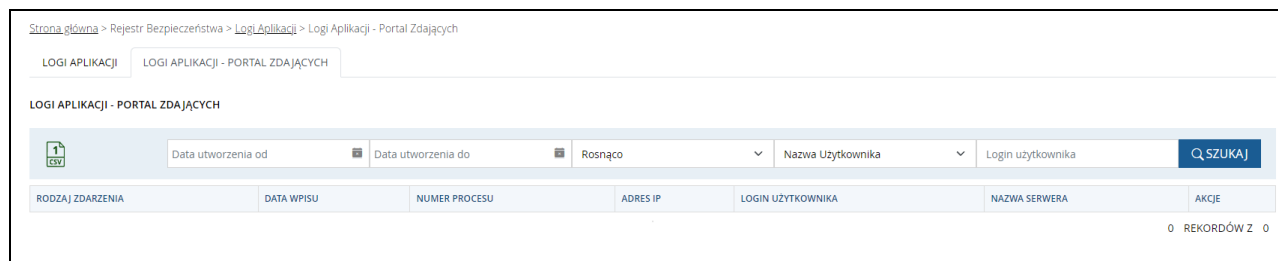 Strona główna > Rejestr Bezpieczeństwa > Logi Aplikacji > Logi Aplikacji - Portal Zdających
LOGI APLIKACJI LOGI APLIKACJI - PORTAL ZDAJĄCYCH
LOGI APLIKACJI - PORTAL ZDAJĄCYCH
1 CSV Data utworzenia od Data utworzenia do Rosnąco Nazwa Użytkownika Login użytkownika SZUKAJ
RODZAJ ZDARZENIA DATA WPISU NUMER PROCESU ADRES IP LOGIN UŻYTKOWNIKA NAZWA SERWERA AKCJE
0 REKORDÓW Z 0